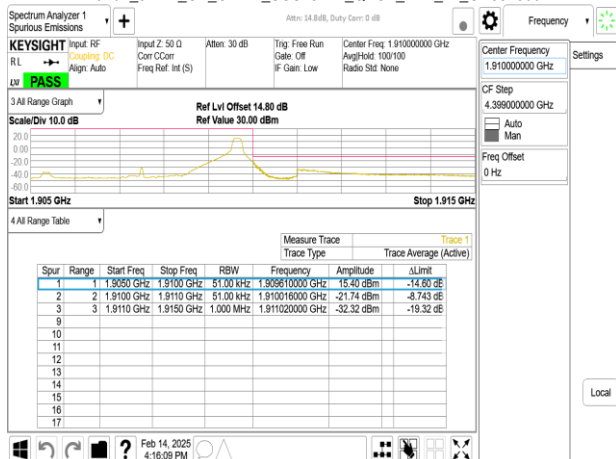 Spectrum Analyzer 1
Spurious Emissions
Attn: 14.8dB, Duty Corr: 0 dB
Frequency
KEYSIGHT
RL
PASS
Input: RF
Coupling: DC
Align: Auto
Input Z: 50 Ω
Corr CCorr
Freq Ref: Int (S)
Atten: 30 dB
Trig: Free Run
Gate: Off
IF Gain: Low
Center Freq: 1.910000000 GHz
Avg|Hold: 100/100
Radio Std: None
Center Frequency
1.910000000 GHz
Settings
CF Step
4.399000000 GHz
Auto
Man
Freq Offset
0 Hz
3 All Range Graph
Scale/Div 10.0 dB
Ref Lvl Offset 14.80 dB
Ref Value 30.00 dBm
20.0
0.00
-20.0
-40.0
-60.0
Start 1.905 GHz
Stop 1.915 GHz
4 All Range Table
Measure Trace Trace 1
Trace Type Trace Average (Active)
Spur Range Start Freq Stop Freq RBW Frequency Amplitude ΔLimit
1 1 1.9050 GHz 1.9100 GHz 51.00 kHz 1.909610000 GHz 15.40 dBm -14.60 dB
2 2 1.9100 GHz 1.9110 GHz 51.00 kHz 1.910016000 GHz -21.74 dBm -8.743 dB
3 3 1.9110 GHz 1.9150 GHz 1.000 MHz 1.911020000 GHz -32.32 dBm -19.32 dB
9
10
11
12
13
14
15
16
17
Local
Feb 14, 2025
4:16:09 PM